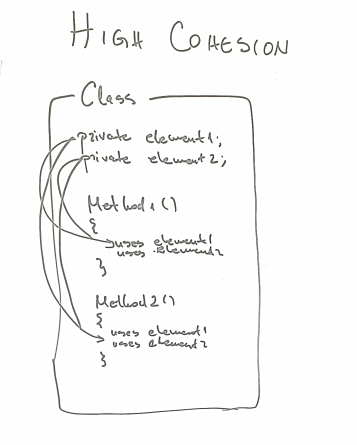 HIGH COHESION
Class
private element1;
private element2;
Method1()
{
uses element1
uses element2
}
Method2()
{
uses element1
uses element2
}